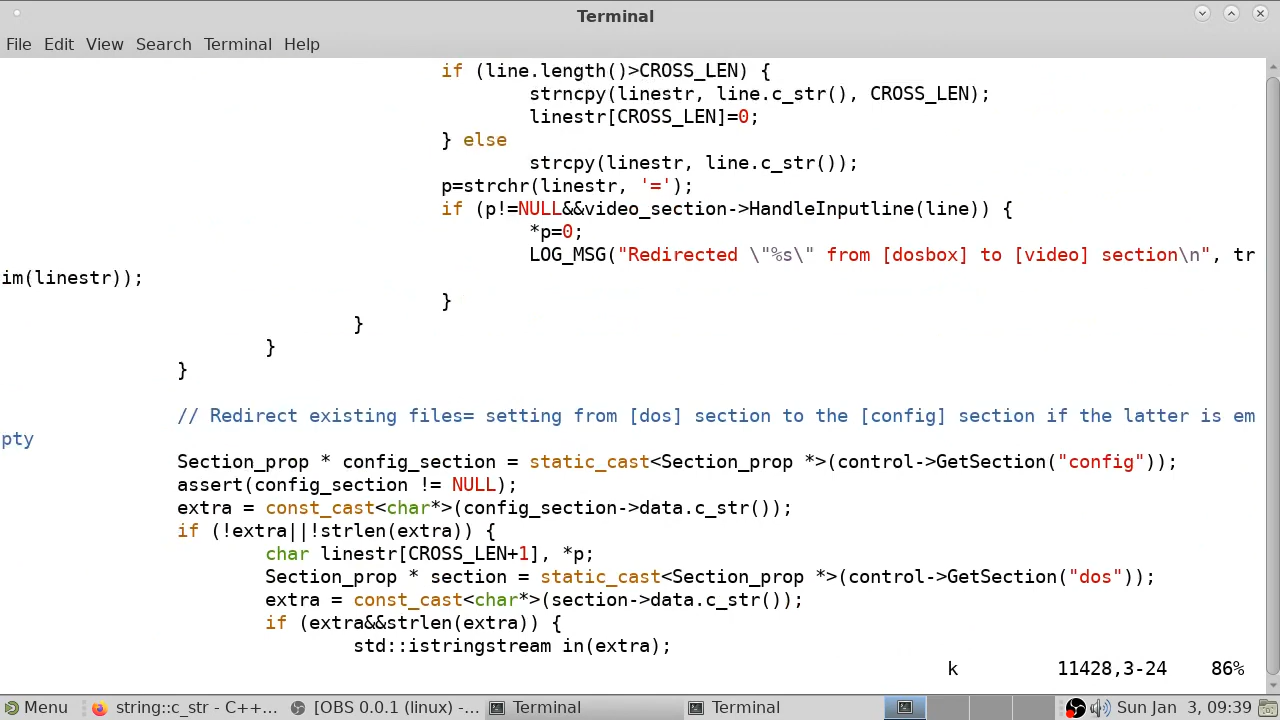 Terminal
File Edit View Search Terminal Help
if (line.length()>CROSS_LEN) {
strncpy(linestr, line.c_str(), CROSS_LEN);
linestr[CROSS_LEN]=0;
} else
strcpy(linestr, line.c_str());
p=strchr(linestr, '=');
if (p!=NULL&&video_section->HandleInputline(line)) {
*p=0;
LOG_MSG("Redirected \"%s\" from [dosbox] to [video] section\n", tr
im(linestr));
}
}
}
}
// Redirect existing files= setting from [dos] section to the [config] section if the latter is em
pty
Section_prop * config_section = static_cast<Section_prop *>(control->GetSection("config"));
assert(config_section != NULL);
extra = const_cast<char*>(config_section->data.c_str());
if (!extra||!strlen(extra)) {
char linestr[CROSS_LEN+1], *p;
Section_prop * section = static_cast<Section_prop *>(control->GetSection("dos"));
extra = const_cast<char*>(section->data.c_str());
if (extra&&strlen(extra)) {
std::istringstream in(extra);
k 11428,3-24 86%
Menu string::c_str - C++... [OBS 0.0.1 (linux) -... Terminal Terminal Sun Jan 3, 09:39